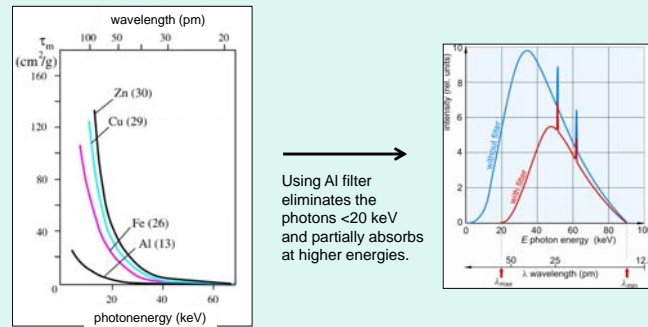 wavelength (pm)
τm
(cm²/g)
100 50 40 30 20
160
120
80
40
0
Zn (30)
Cu (29)
Fe (26)
Al (13)
20 40 60
photonenergy (keV)
Using Al filter
eliminates the
photons <20 keV
and partially absorbs
at higher energies.
intensity (rel. units)
10
8
6
4
2
0
without filter
with filter
0 20 40 60 80 100
E photon energy (keV)
50 25 12.
λ wavelength (pm)
λmax λmin